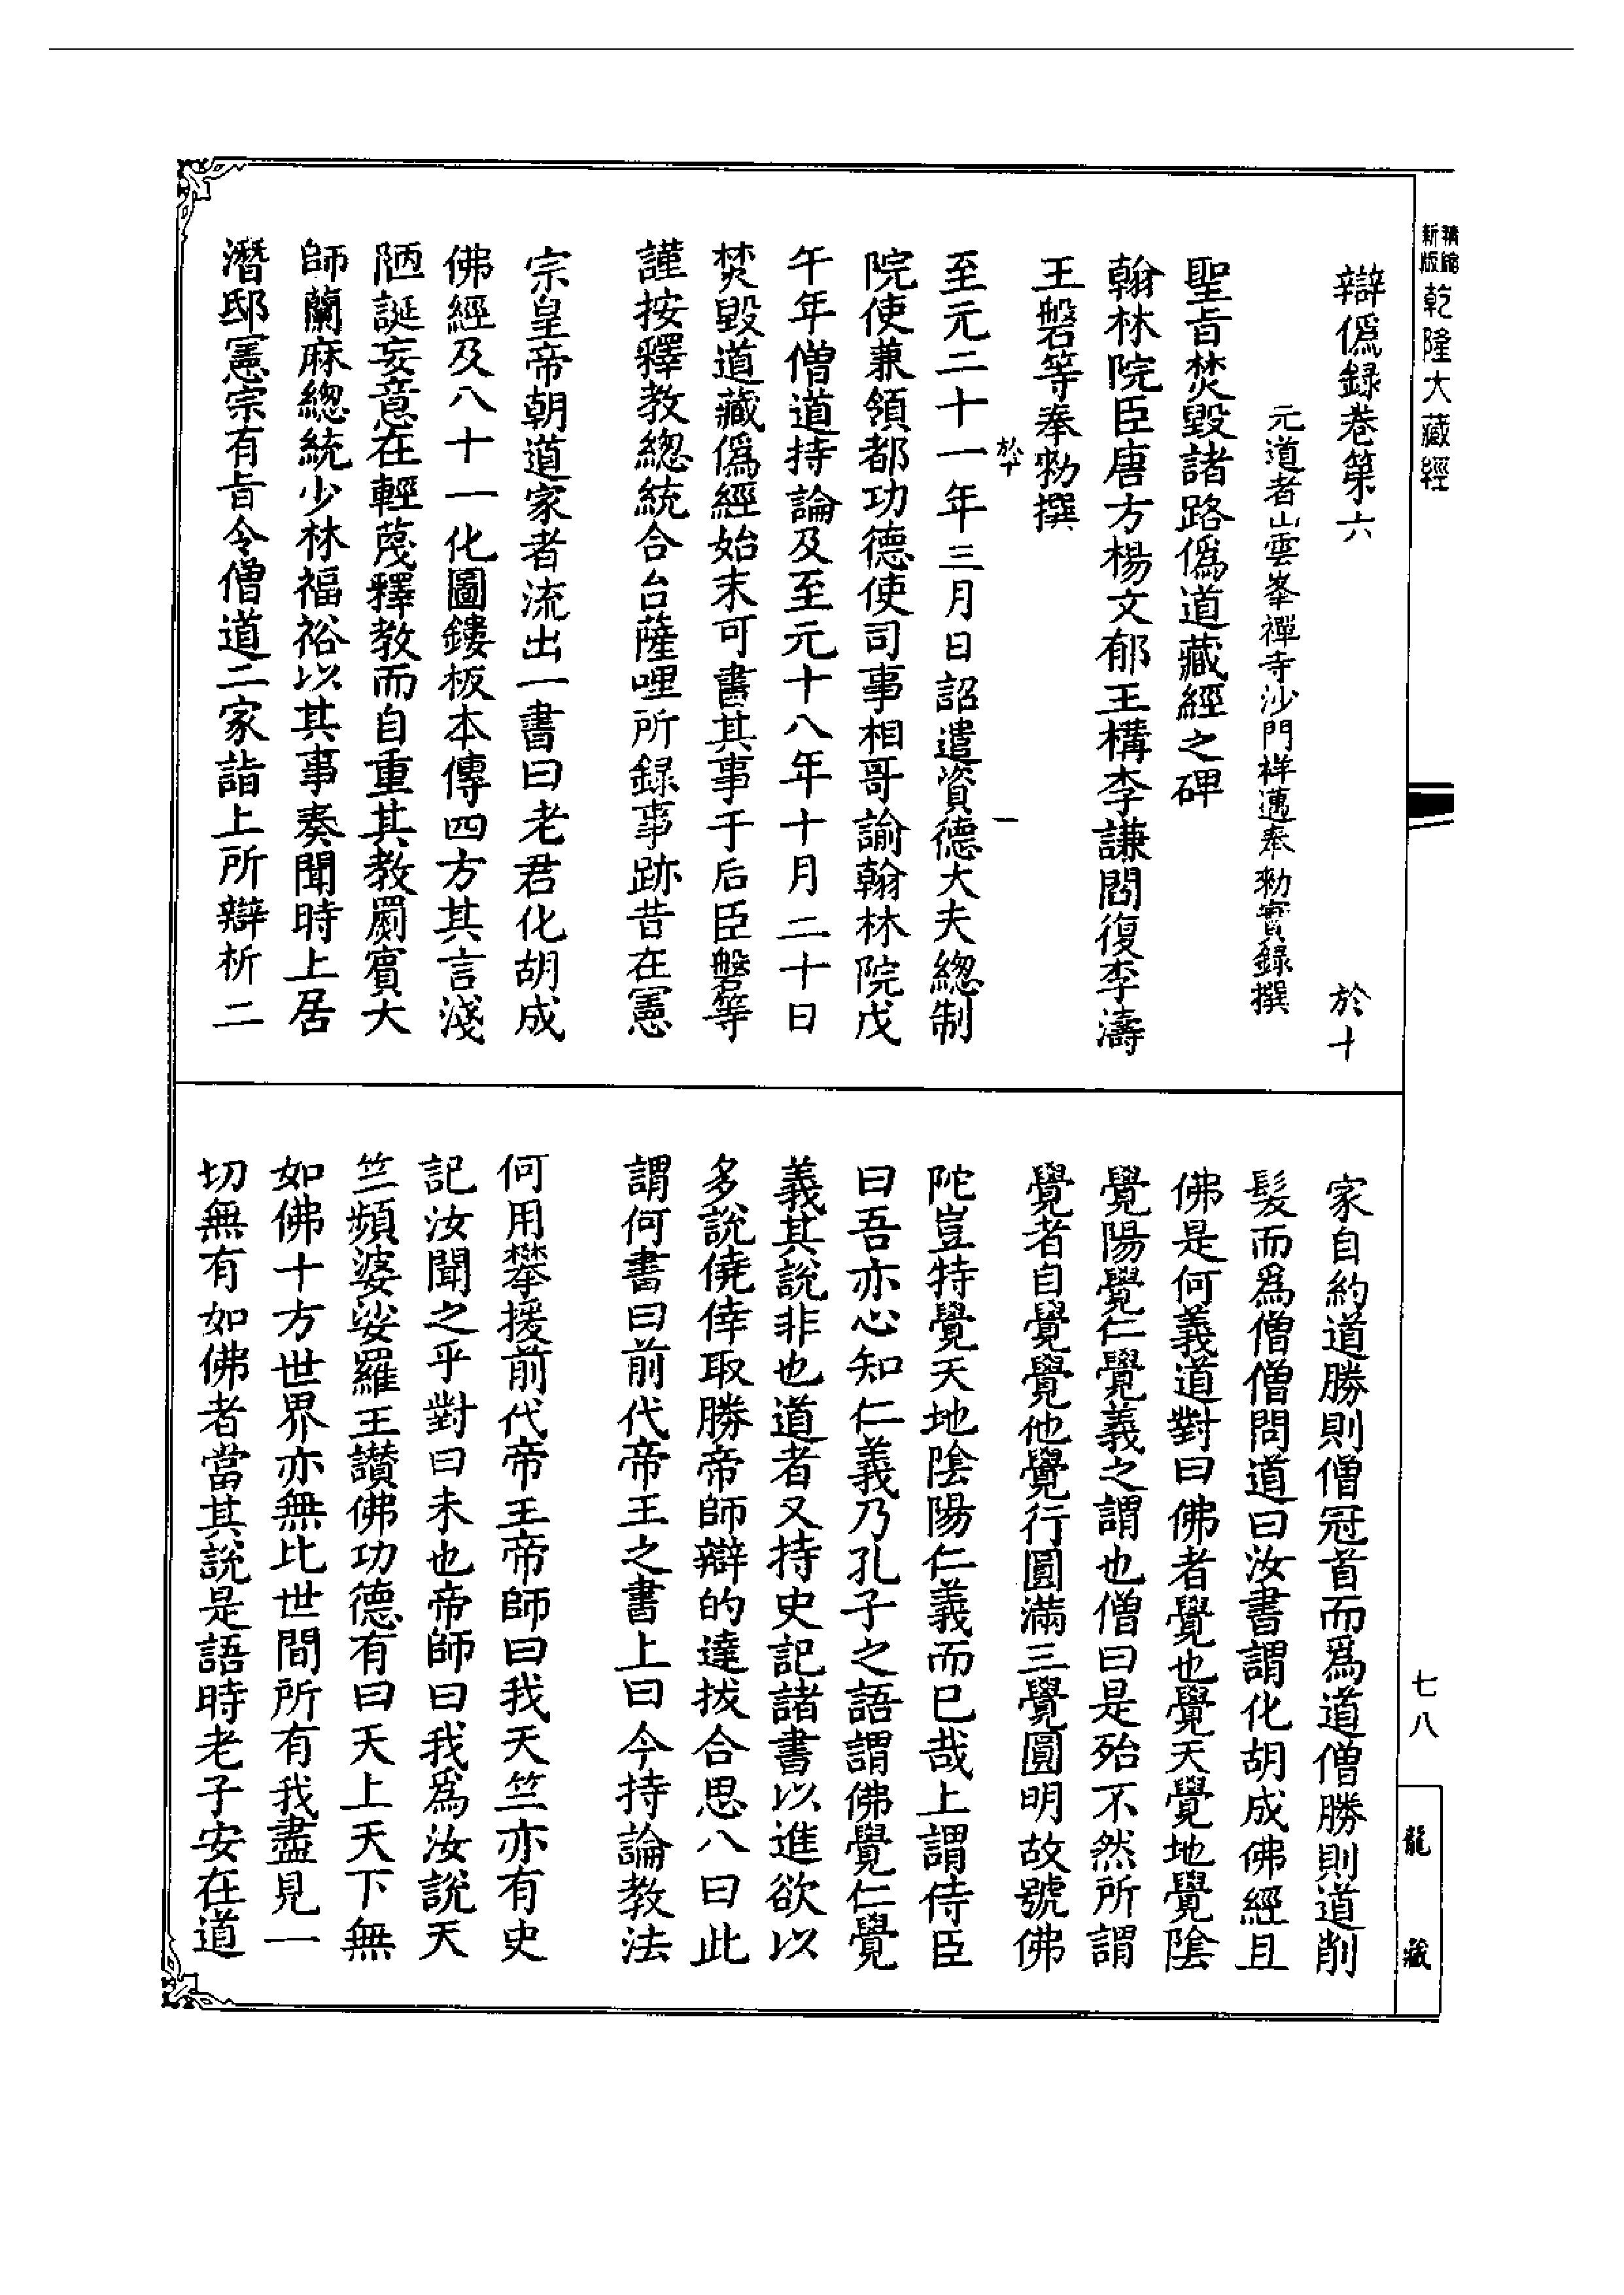 精縮
新版
乾隆大藏經
辯僞録卷第六　於十
元道者山雲峯禪寺沙門祥邁奉勅實録撰
聖旨焚毀諸路僞道藏經之碑
翰林院臣唐方楊文郁王構李謙閻復李濤
王磐等奉勅撰
於十　一
至元二十一年三月日詔遣資德大夫總制
院使兼領都功德使司事相哥諭翰林院戊
午年僧道持論及至元十八年十月二十日
焚毀道藏僞經始末可書其事于后臣磐等
謹按釋教總統合台薩哩所録事跡昔在憲
宗皇帝朝道家者流出一書曰老君化胡成
佛經及八十一化圖鏤板本傳四方其言淺
陋誕妄意在輕蔑釋教而自重其教罽賓大
師蘭麻總統少林福裕以其事奏聞時上居
潛邸憲宗有旨令僧道二家詣上所辯析二
家自約道勝則僧冠首而爲道僧勝則道削
髮而爲僧僧問道曰汝書謂化胡成佛經且
佛是何義道對曰佛者覺也覺天覺地覺陰
覺陽覺仁覺義之謂也僧曰是殆不然所謂
覺者自覺覺他覺行圓滿三覺圓明故號佛
陀豈特覺天地陰陽仁義而已哉上謂侍臣
曰吾亦心知仁義乃孔子之語謂佛覺仁覺
義其說非也道者又持史記諸書以進欲以
多說僥倖取勝帝師辯的達拔合思八曰此
謂何書曰前代帝王之書上曰今持論教法
何用攀援前代帝王帝師曰我天竺亦有史
記汝聞之乎對曰未也帝師曰我爲汝說天
竺頻婆娑羅王讃佛功德有曰天上天下無
如佛十方世界亦無比世間所有我盡見一
切無有如佛者當其說是語時老子安在道
七八
龍藏